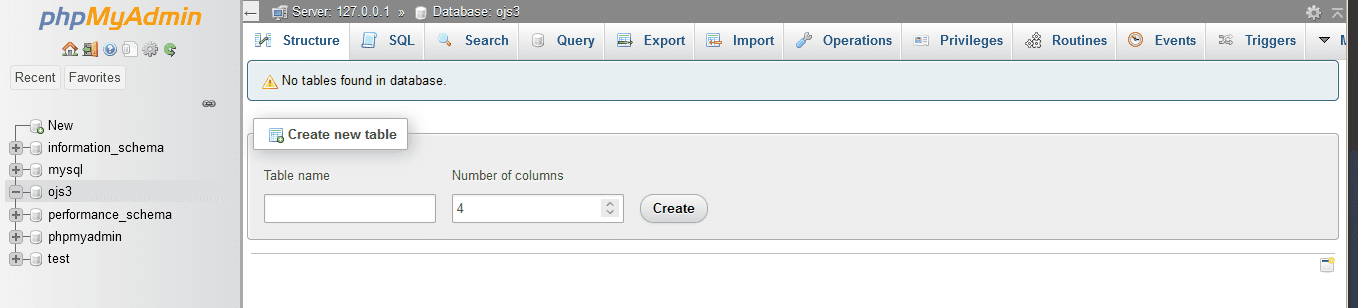 phpMyAdmin
Recent Favorites
New
information_schema
mysql
ojs3
performance_schema
phpmyadmin
test
Server: 127.0.0.1 » Database: ojs3
Structure SQL Search Query Export Import Operations Privileges Routines Events Triggers
No tables found in database.
Create new table
Table name Number of columns
4 Create